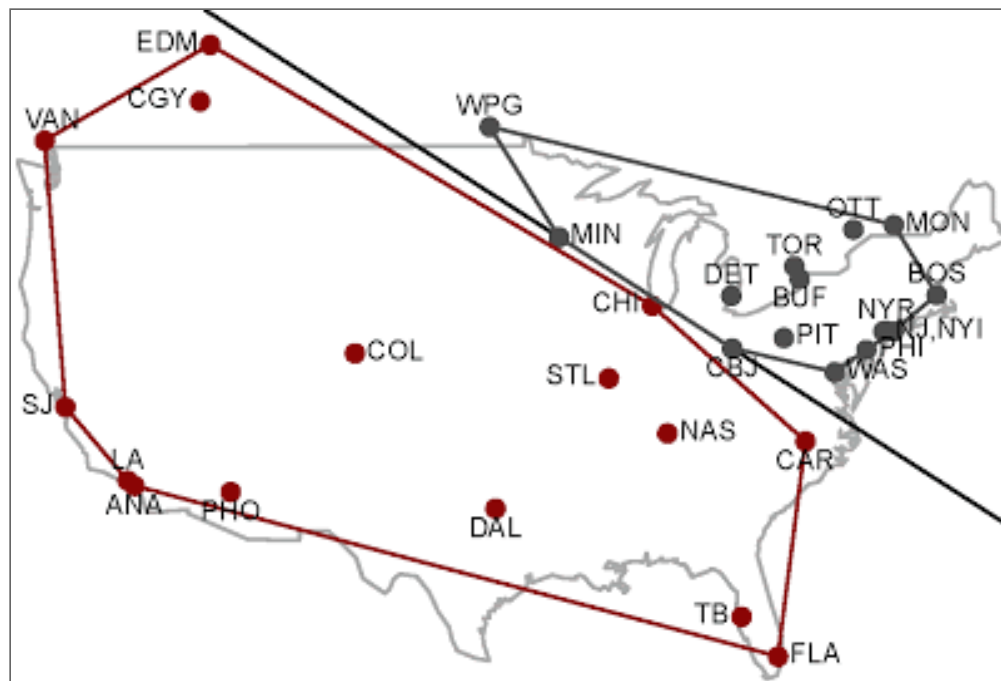 EDM
CGY
WPG
VAN
OTT
MON
MIN
TOR
DET
BOS
BUF
CHI
NYR
NJ,NYI
PIT
PHI
CBJ
COL
WAS
STL
SJ
NAS
CAR
LA
ANA
PHO
DAL
TB
FLA